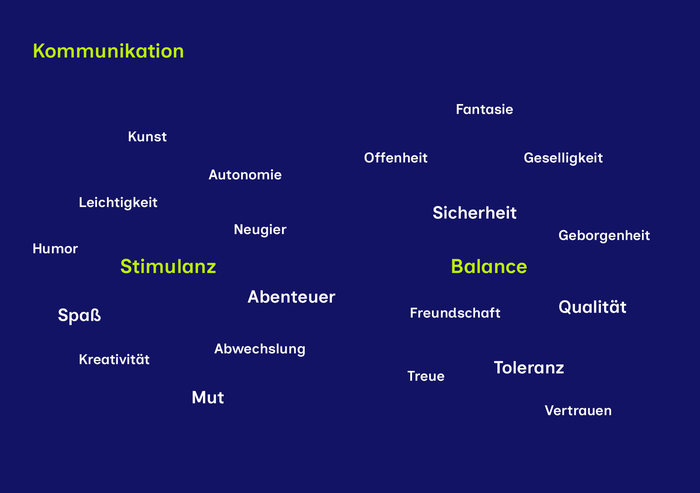 Kommunikation
Kunst
Autonomie
Leichtigkeit
Neugier
Humor
Stimulanz
Abenteuer
Spaß
Abwechslung
Kreativität
Mut
Fantasie
Offenheit
Geselligkeit
Sicherheit
Geborgenheit
Balance
Qualität
Freundschaft
Toleranz
Treue
Vertrauen